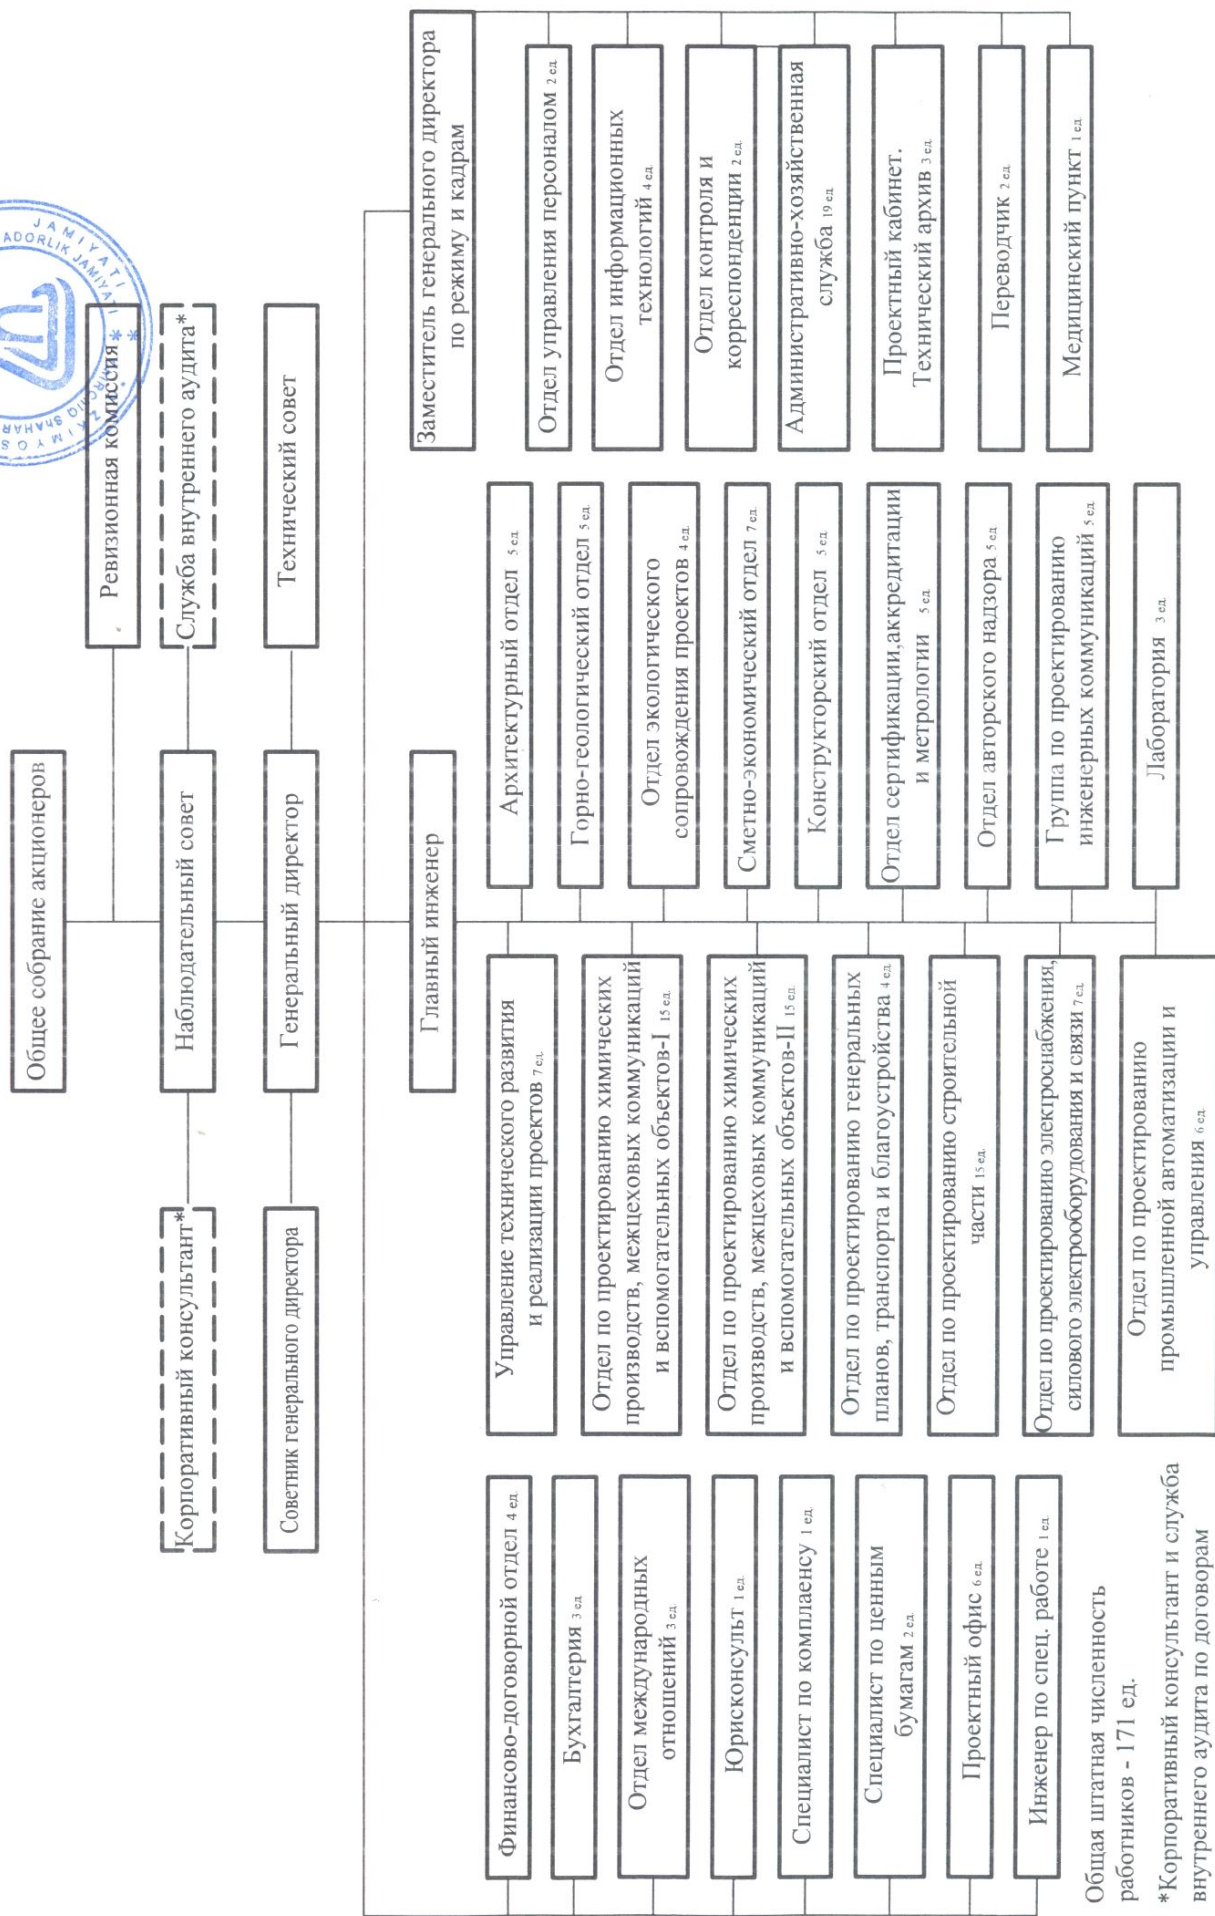 Общее собрание акционеров
Ревизионная комиссия*
Корпоративный консультант*
Наблюдательный совет
Служба внутреннего аудита*
Советник генерального директора
Генеральный директор
Технический совет
Главный инженер
Заместитель генерального директора
по режиму и кадрам
Финансово-договорной отдел 4 ед.
Бухгалтерия 3 ед.
Отдел международных
отношений 3 ед.
Юрисконсульт 1 ед.
Специалист по комплаенсу 1 ед.
Специалист по ценным
бумагам 2 ед.
Проектный офис 6 ед.
Инженер по спец. работе 1 ед.
Управление технического развития
и реализации проектов 7 ед.
Отдел по проектированию химических
производств, межцеховых коммуникаций
и вспомогательных объектов-I 15 ед.
Отдел по проектированию химических
производств, межцеховых коммуникаций
и вспомогательных объектов-II 15 ед.
Отдел по проектированию генеральных
планов, транспорта и благоустройства 4 ед.
Отдел по проектированию строительной
части 15 ед.
Отдел по проектированию электроснабжения,
силового электрооборудования и связи 7 ед.
Отдел по проектированию
промышленной автоматизации и
управления 6 ед.
Архитектурный отдел 5 ед.
Горно-геологический отдел 5 ед.
Отдел экологического
сопровождения проектов 4 ед.
Сметно-экономический отдел 7 ед.
Конструкторский отдел 5 ед.
Отдел сертификации,аккредитации
и метрологии 5 ед.
Отдел авторского надзора 5 ед.
Группа по проектированию
инженерных коммуникаций 5 ед.
Лаборатория 3 ед.
Отдел управления персоналом 2 ед.
Отдел информационных
технологий 4 ед.
Отдел контроля и
корреспонденции 2 ед.
Административно-хозяйственная
служба 19 ед.
Проектный кабинет.
Технический архив 3 ед.
Переводчик 2 ед.
Медицинский пункт 1 ед.
Общая штатная численность
работников - 171 ед.
*Корпоративный консультант и служба
внутреннего аудита по договорам
JAMIYATI
ADORLIK JAMIYATI